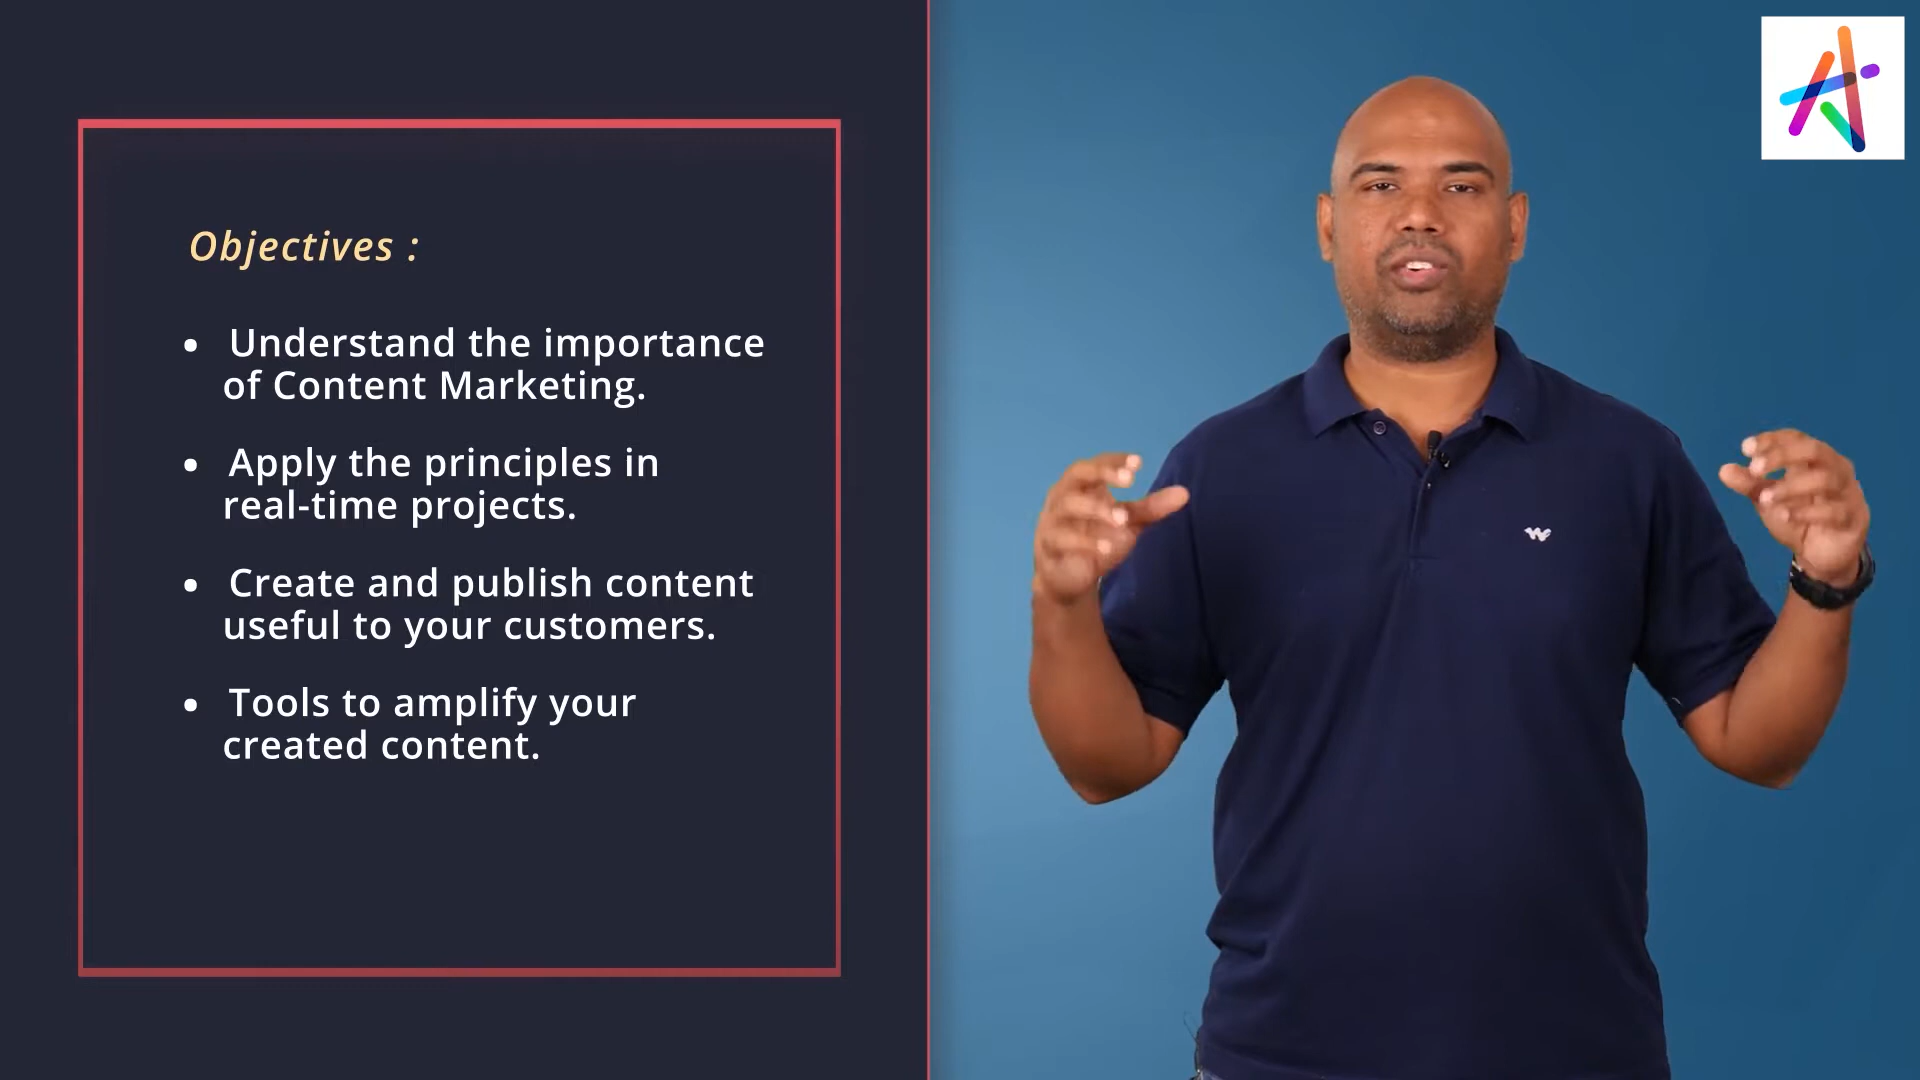 Objectives :
• Understand the importance
of Content Marketing.
• Apply the principles in
real-time projects.
• Create and publish content
useful to your customers.
• Tools to amplify your
created content.